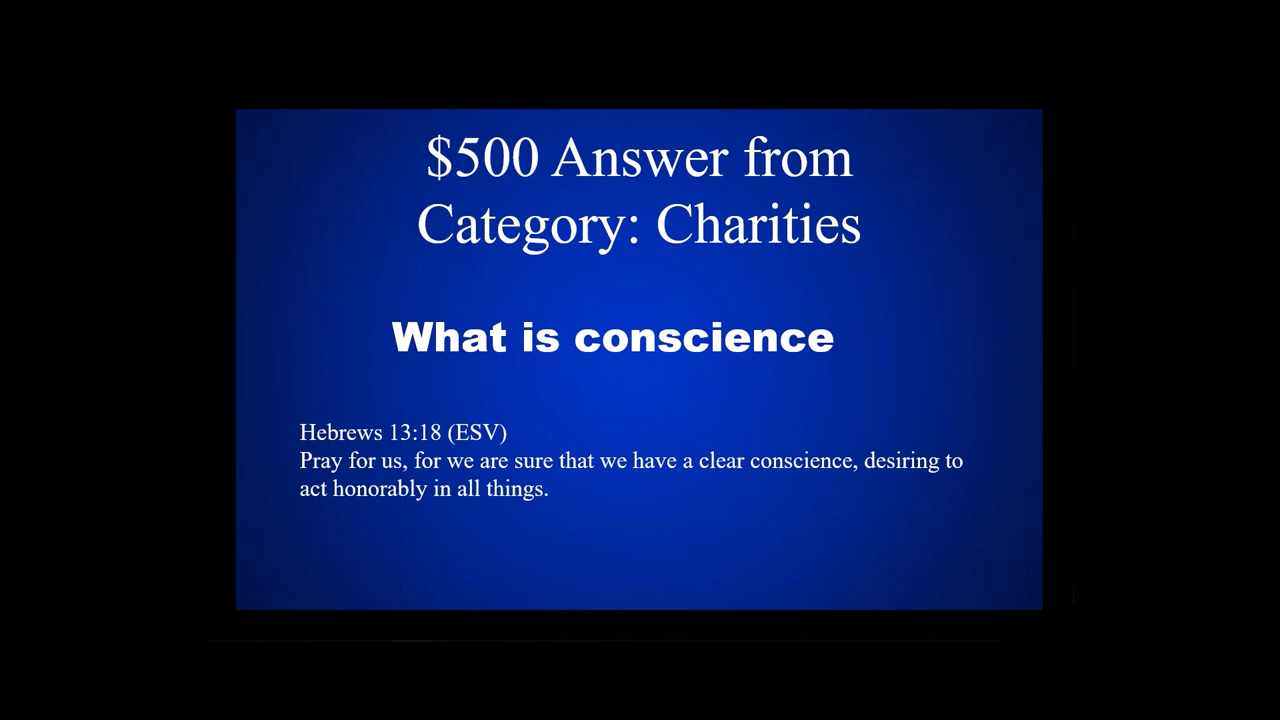 $500 Answer from
Category: Charities
What is conscience
Hebrews 13:18 (ESV)
Pray for us, for we are sure that we have a clear conscience, desiring to
act honorably in all things.